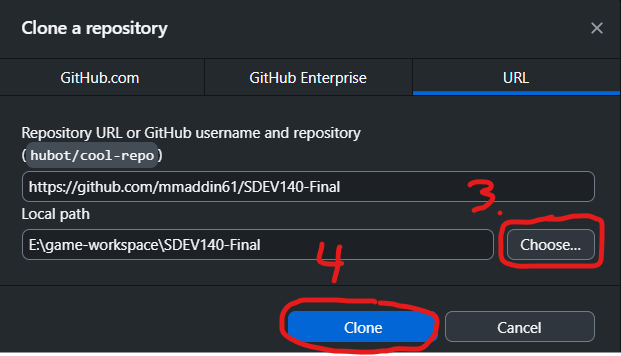 Clone a repository
GitHub.com GitHub Enterprise URL
Repository URL or GitHub username and repository
(hubot/cool-repo)
https://github.com/mmaddin61/SDEV140-Final
3.
Local path
E:\game-workspace\SDEV140-Final Choose...
4
Clone Cancel